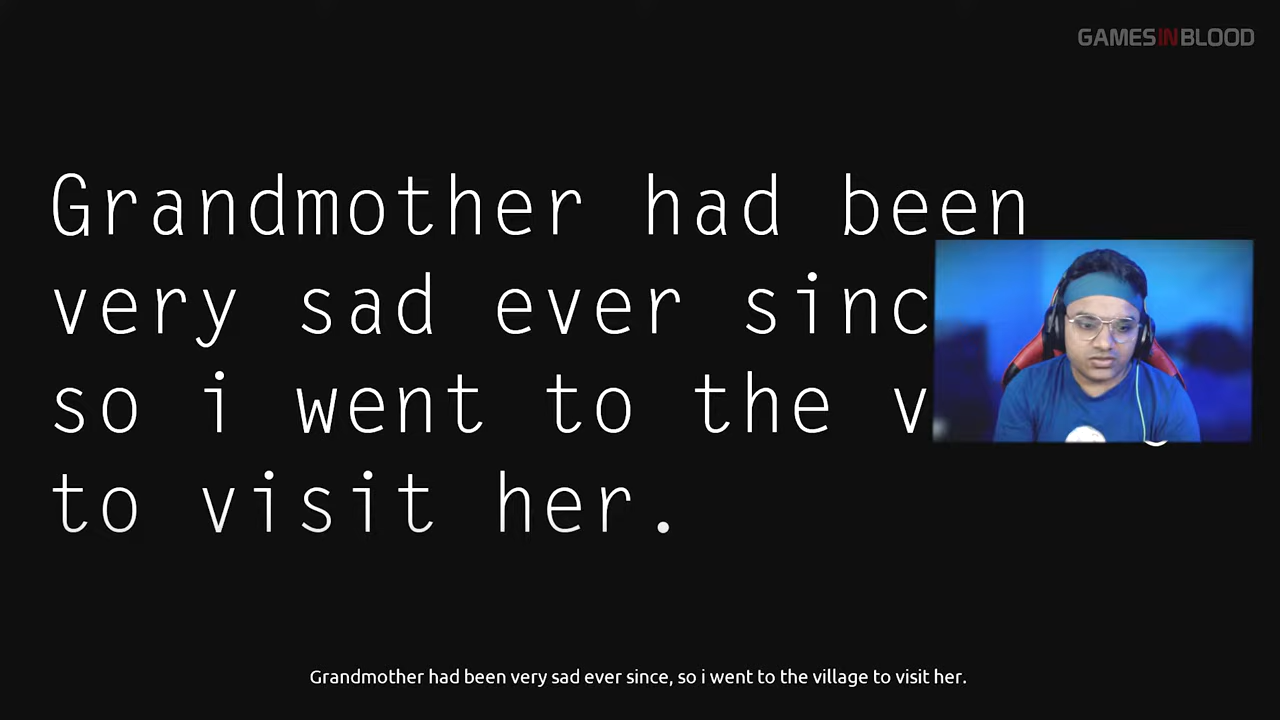 GAMESINBLOOD
Grandmother had been
very sad ever sinc
so i went to the v
to visit her.
Grandmother had been very sad ever since, so i went to the village to visit her.